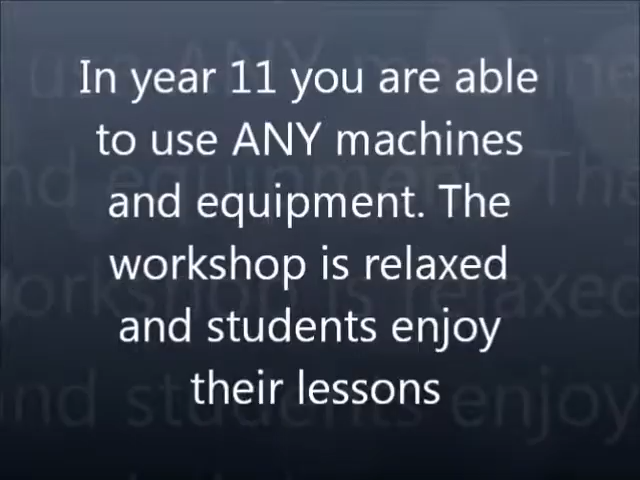 In year 11 you are able
to use ANY machines
and equipment. The
workshop is relaxed
and students enjoy
their lessons